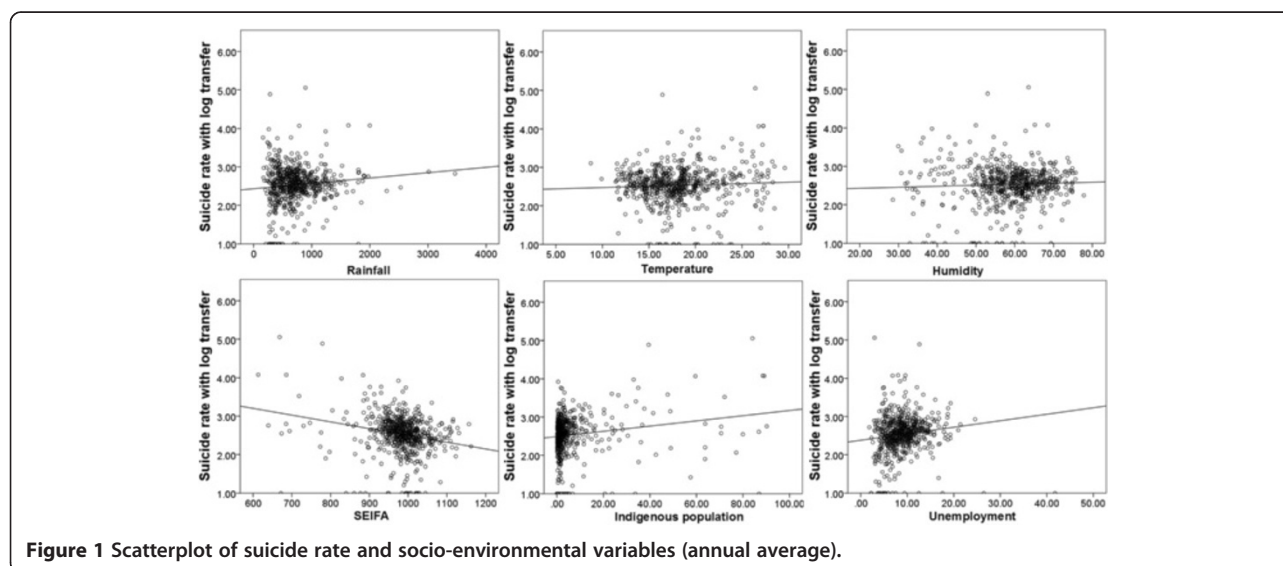 Suicide rate with log transfer
6.00
5.00
4.00
3.00
2.00
1.00
0 1000 2000 3000 4000
Rainfall
Suicide rate with log transfer
6.00
5.00
4.00
3.00
2.00
1.00
5.00 10.00 15.00 20.00 25.00 30.00
Temperature
Suicide rate with log transfer
6.00
5.00
4.00
3.00
2.00
1.00
20.00 30.00 40.00 50.00 60.00 70.00 80.00
Humidity
Suicide rate with log transfer
6.00
5.00
4.00
3.00
2.00
1.00
600 700 800 900 1000 1100 1200
SEIFA
Suicide rate with log transfer
6.00
5.00
4.00
3.00
2.00
1.00
.00 20.00 40.00 60.00 80.00 100.00
Indigenous population
Suicide rate with log transfer
6.00
5.00
4.00
3.00
2.00
1.00
.00 10.00 20.00 30.00 40.00 50.00
Unemployment
Figure 1 Scatterplot of suicide rate and socio-environmental variables (annual average).